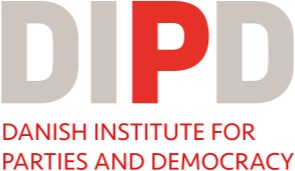 DIPD
DANISH INSTITUTE FOR
PARTIES AND DEMOCRACY